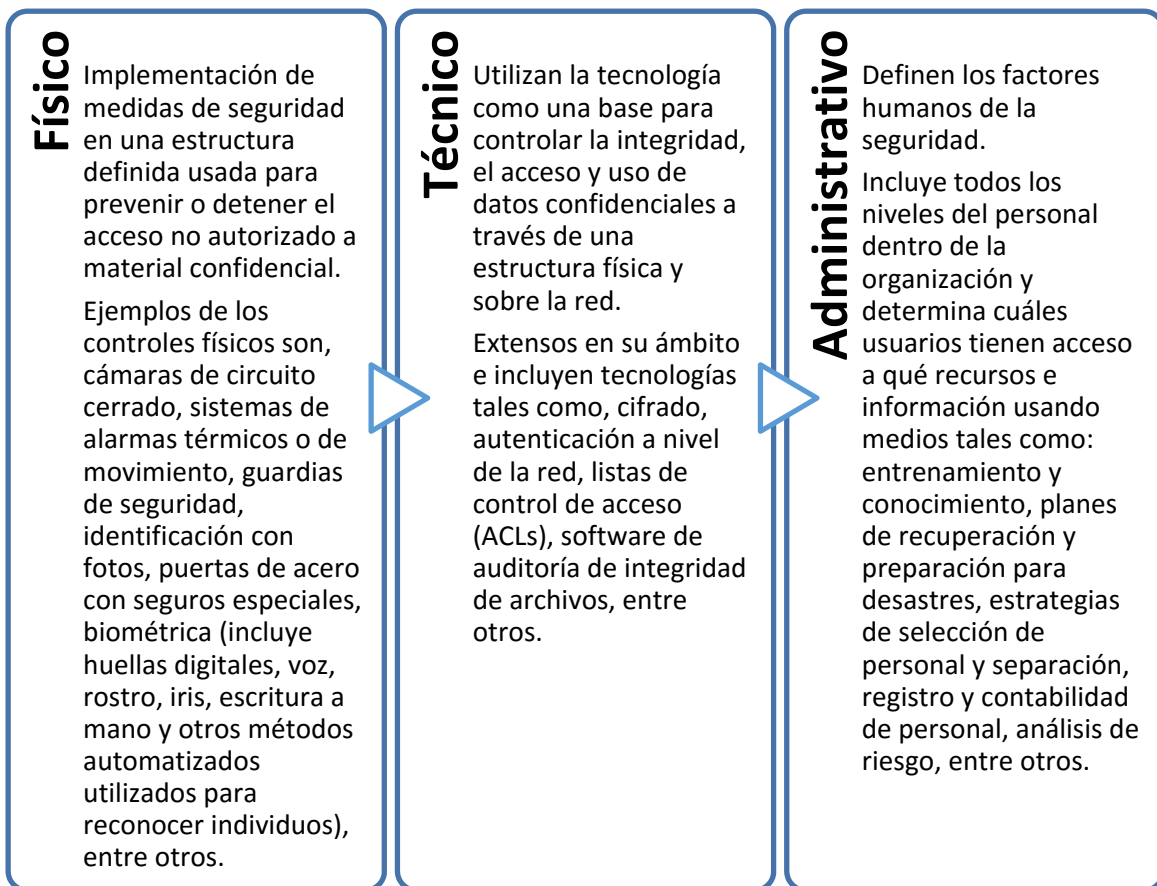 Físico
Implementación de
medidas de seguridad
en una estructura
definida usada para
prevenir o detener el
acceso no autorizado a
material confidencial.
Ejemplos de los
controles físicos son,
cámaras de circuito
cerrado, sistemas de
alarmas térmicos o de
movimiento, guardias
de seguridad,
identificación con
fotos, puertas de acero
con seguros especiales,
biométrica (incluye
huellas digitales, voz,
rostro, iris, escritura a
mano y otros métodos
automatizados
utilizados para
reconocer individuos),
entre otros.
Técnico
Utilizan la tecnología
como una base para
controlar la integridad,
el acceso y uso de
datos confidenciales a
través de una
estructura física y
sobre la red.
Extensos en su ámbito
e incluyen tecnologías
tales como, cifrado,
autenticación a nivel
de la red, listas de
control de acceso
(ACLs), software de
auditoría de integridad
de archivos, entre
otros.
Administrativo
Definen los factores
humanos de la
seguridad.
Incluye todos los
niveles del personal
dentro de la
organización y
determina cuáles
usuarios tienen acceso
a qué recursos e
información usando
medios tales como:
entrenamiento y
conocimiento, planes
de recuperación y
preparación para
desastres, estrategias
de selección de
personal y separación,
registro y contabilidad
de personal, análisis de
riesgo, entre otros.